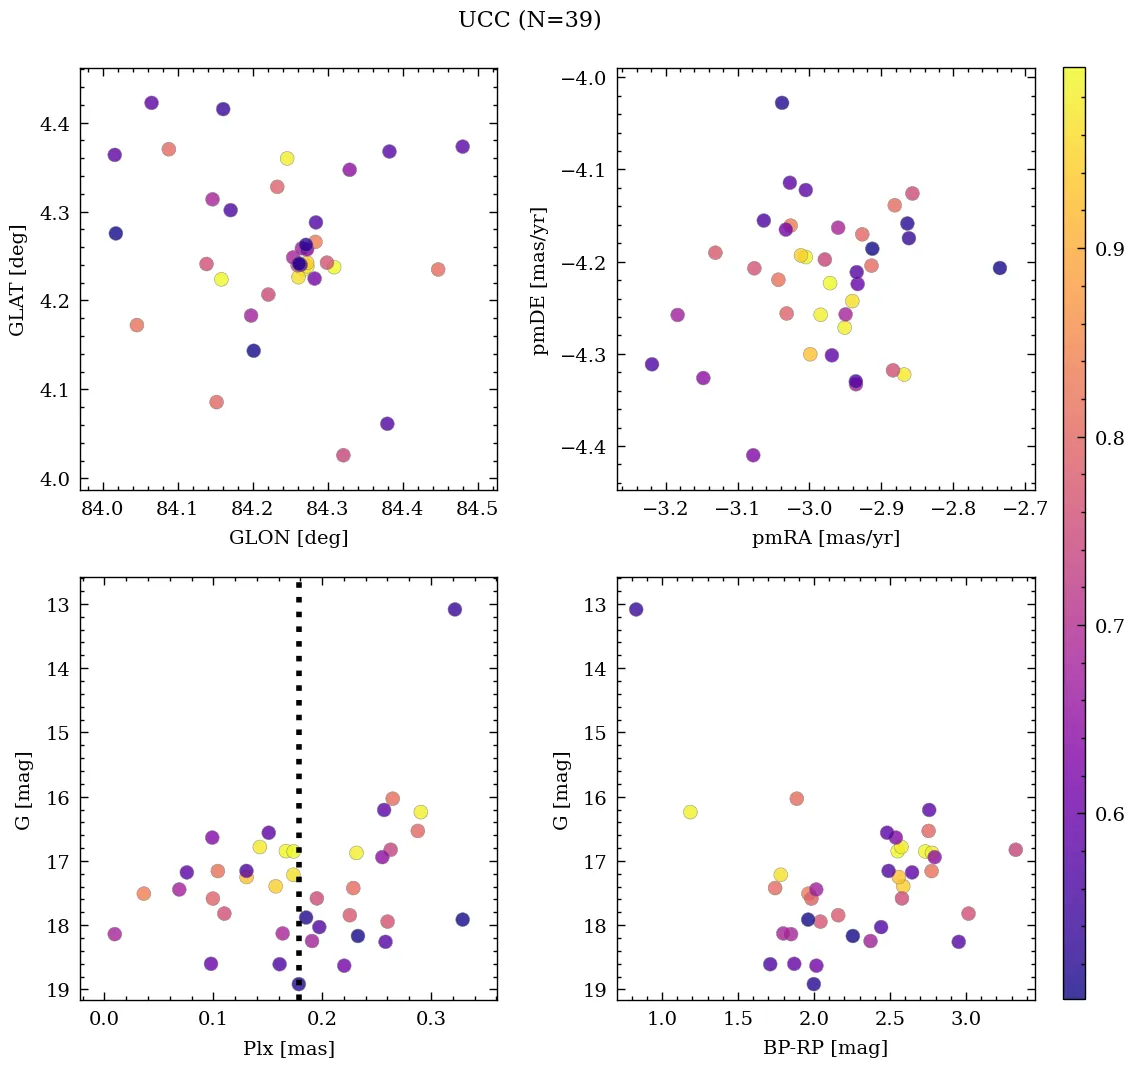 UCC (N=39)
4.4
4.3
4.2
4.1
4.0
GLAT [deg]
84.0 84.1 84.2 84.3 84.4 84.5
GLON [deg]
−4.0
−4.1
−4.2
−4.3
−4.4
pmDE [mas/yr]
−3.2 −3.1 −3.0 −2.9 −2.8 −2.7
pmRA [mas/yr]
0.9
0.8
0.7
0.6
13
14
15
16
17
18
19
G [mag]
0.0 0.1 0.2 0.3
Plx [mas]
13
14
15
16
17
18
19
G [mag]
1.0 1.5 2.0 2.5 3.0
BP-RP [mag]